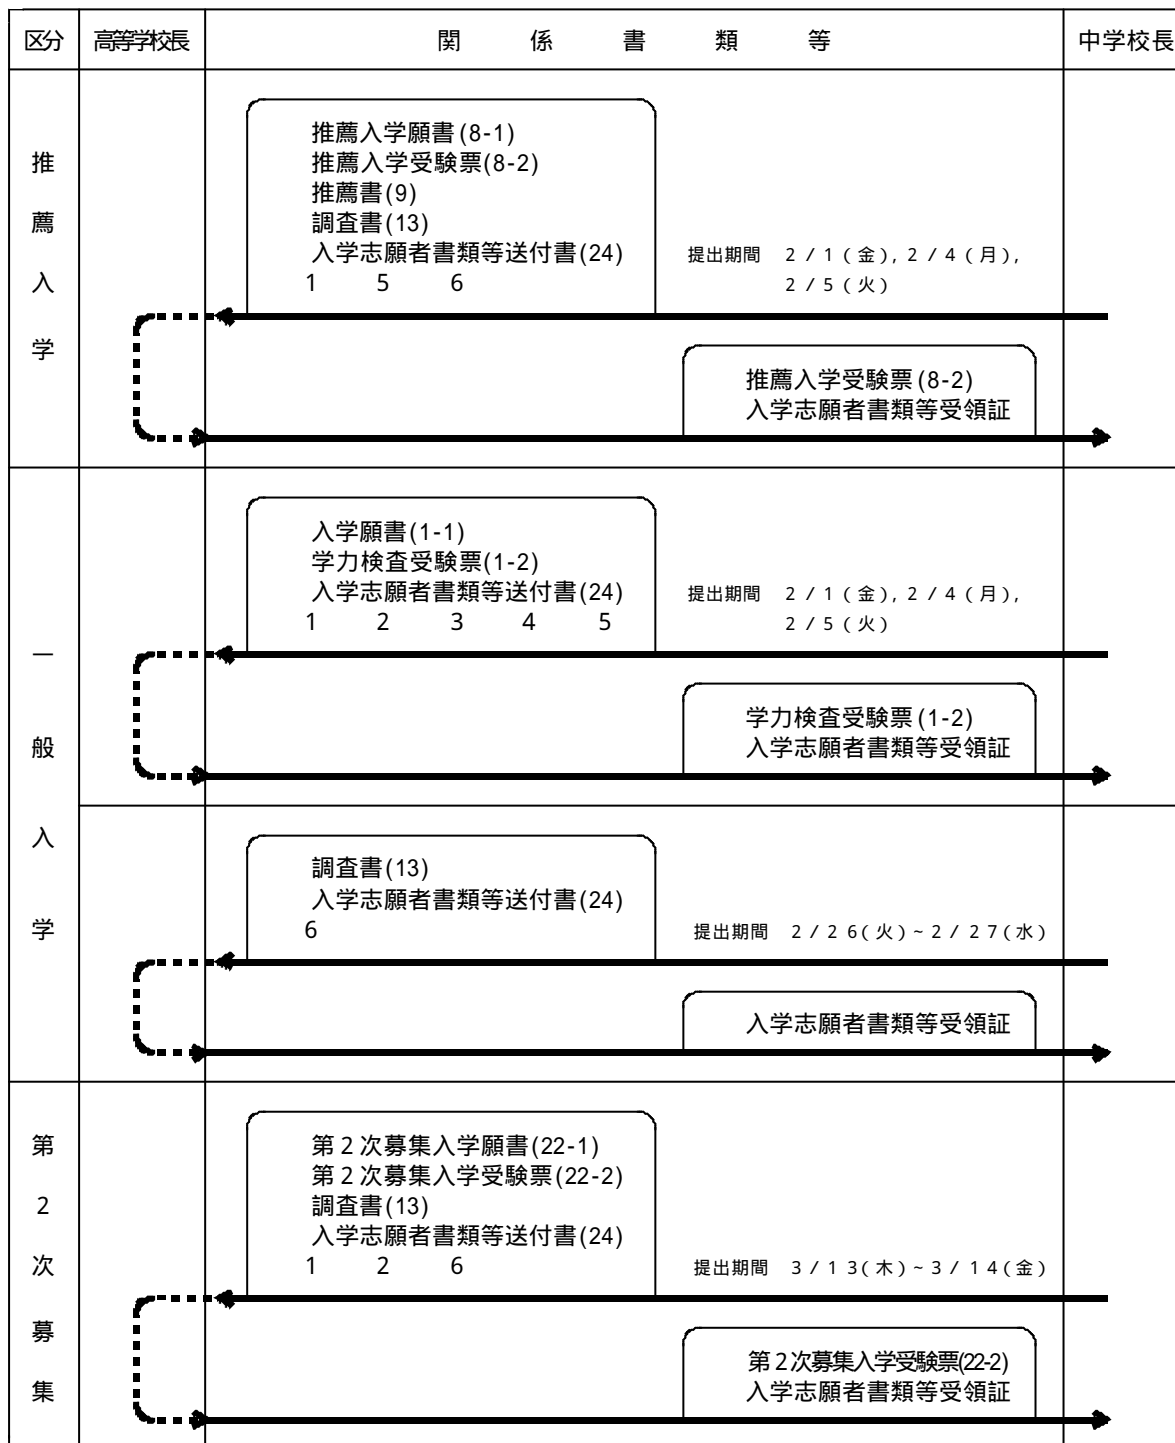 区分 高等学校長 関係書類等 中学校長
推薦入学
推薦入学願書(8-1)
推薦入学受験票(8-2)
推薦書(9)
調査書(13)
入学志願者書類等送付書(24)
1 5 6
提出期間 2/1(金),2/4(月),
2/5(火)
推薦入学受験票(8-2)
入学志願者書類等受領証
一般入学
入学願書(1-1)
学力検査受験票(1-2)
入学志願者書類等送付書(24)
1 2 3 4 5
提出期間 2/1(金),2/4(月),
2/5(火)
学力検査受験票(1-2)
入学志願者書類等受領証
調査書(13)
入学志願者書類等送付書(24)
6
提出期間 2/26(火)~2/27(水)
入学志願者書類等受領証
第2次募集
第2次募集入学願書(22-1)
第2次募集入学受験票(22-2)
調査書(13)
入学志願者書類等送付書(24)
1 2 6
提出期間 3/13(木)~3/14(金)
第2次募集入学受験票(22-2)
入学志願者書類等受領証